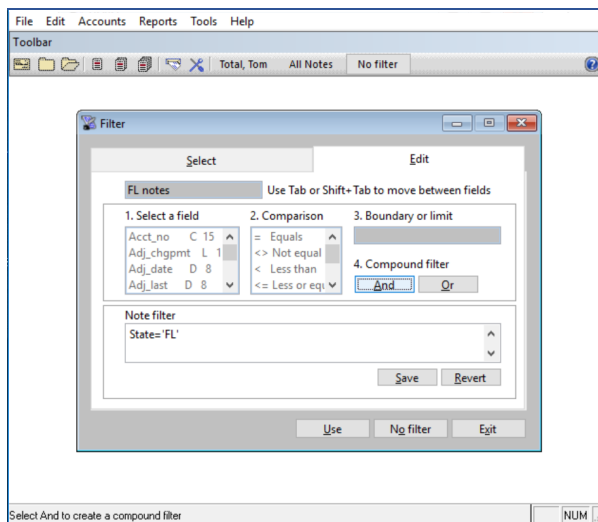 File Edit Accounts Reports Tools Help
Toolbar
Total, Tom All Notes No filter
Filter
Select Edit
FL notes Use Tab or Shift+Tab to move between fields
1. Select a field 2. Comparison 3. Boundary or limit
Acct_no C 15 = Equals
Adj_chgpmt L 1 <> Not equal
Adj_date D 8 < Less than 4. Compound filter
Adj_last D 8 <= Less or equ And Or
Note filter
State='FL'
Save Revert
Use No filter Exit
Select And to create a compound filter NUM